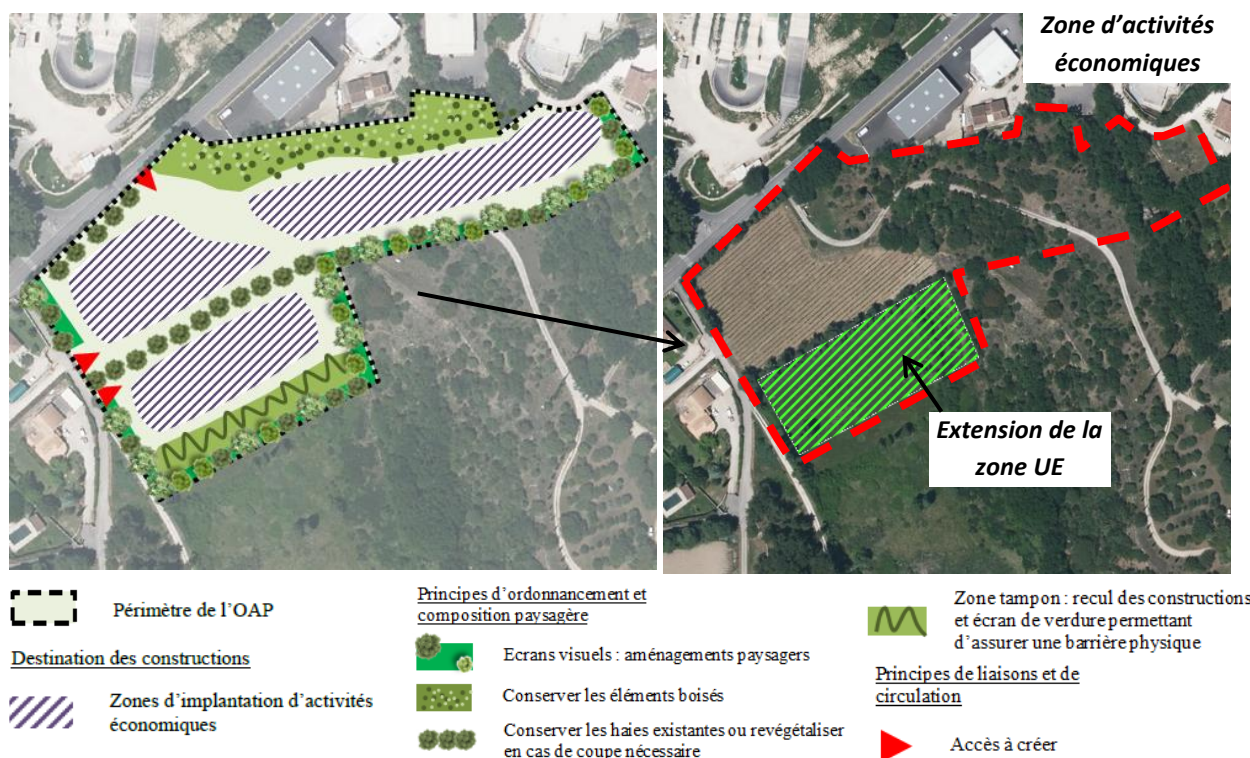 Zone d’activités
économiques
Extension de la
zone UE
Périmètre de l’OAP
Destination des constructions
Zones d’implantation d’activités
économiques
Principes d’ordonnancement et
composition paysagère
Ecrans visuels : aménagements paysagers
Conserver les éléments boisés
Conserver les haies existantes ou revégétaliser
en cas de coupe nécessaire
Zone tampon : recul des constructions
et écran de verdure permettant
d’assurer une barrière physique
Principes de liaisons et de
circulation
Accès à créer